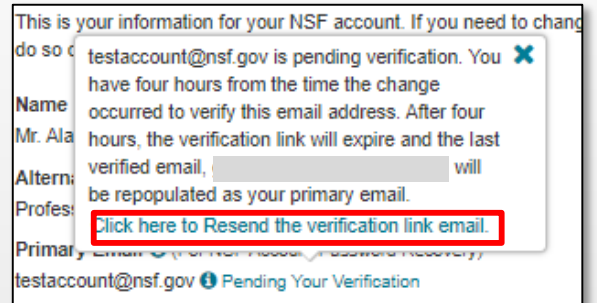 This is your information for your NSF account. If you need to chang
do so
testaccount@nsf.gov is pending verification. You
have four hours from the time the change
occurred to verify this email address. After four
hours, the verification link will expire and the last
verified email, will
be repopulated as your primary email.
Click here to Resend the verification link email.
Name
Mr. Ala
Altern
Profes
Primary Email (For NSF Account Password Recovery)
testaccount@nsf.gov Pending Your Verification